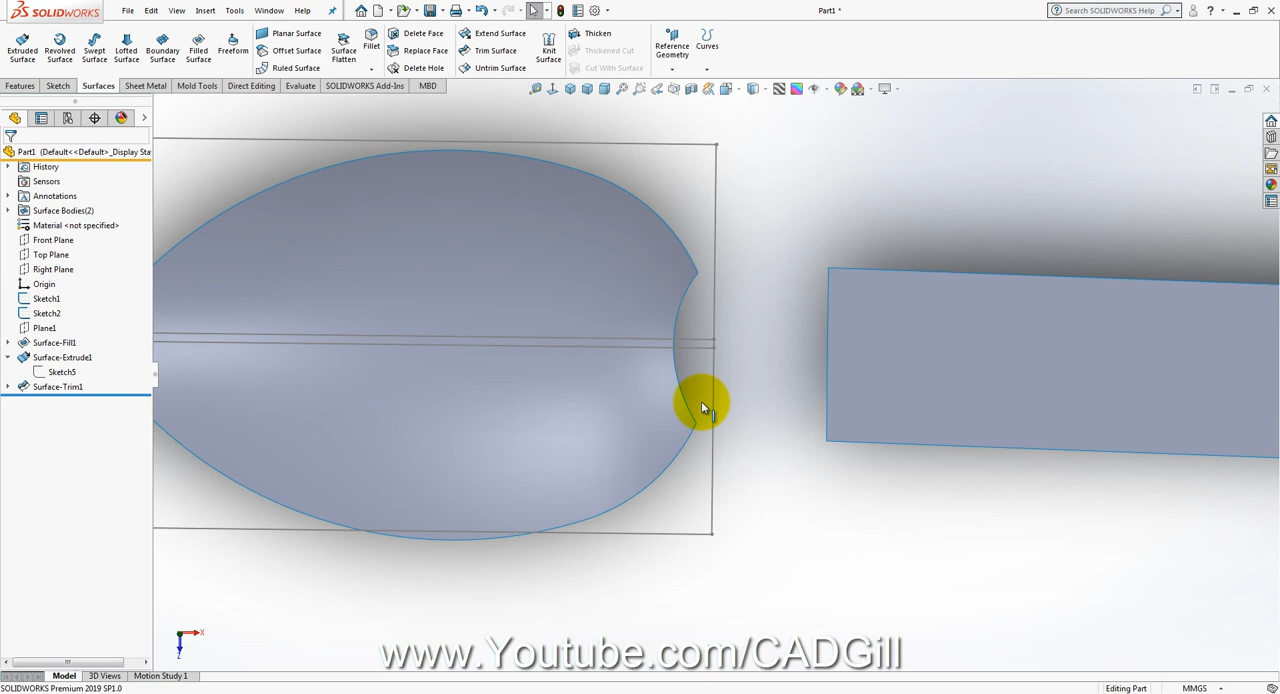 SOLIDWORKS File Edit View Insert Tools Window Help Part1 * Search SOLIDWORKS Help
Extruded Surface
Revolved Surface
Swept Surface
Lofted Surface
Boundary Surface
Filled Surface
Freeform
Planar Surface
Offset Surface
Ruled Surface
Surface Flatten
Fillet
Delete Face
Replace Face
Delete Hole
Extend Surface
Trim Surface
Untrim Surface
Knit Surface
Thicken
Thickened Cut
Cut With Surface
Reference Geometry
Curves
Features Sketch Surfaces Sheet Metal Mold Tools Direct Editing Evaluate SOLIDWORKS Add-Ins MBD
Part1 (Default<<Default>_Display Sta
History
Sensors
Annotations
Surface Bodies(2)
Material <not specified>
Front Plane
Top Plane
Right Plane
Origin
Sketch1
Sketch2
Plane1
Surface-Fill1
Surface-Extrude1
Sketch5
Surface-Trim1
X
Z
www.Youtube.com/CADGill
Model 3D Views Motion Study 1
SOLIDWORKS Premium 2019 SP1.0 Editing Part MMGS